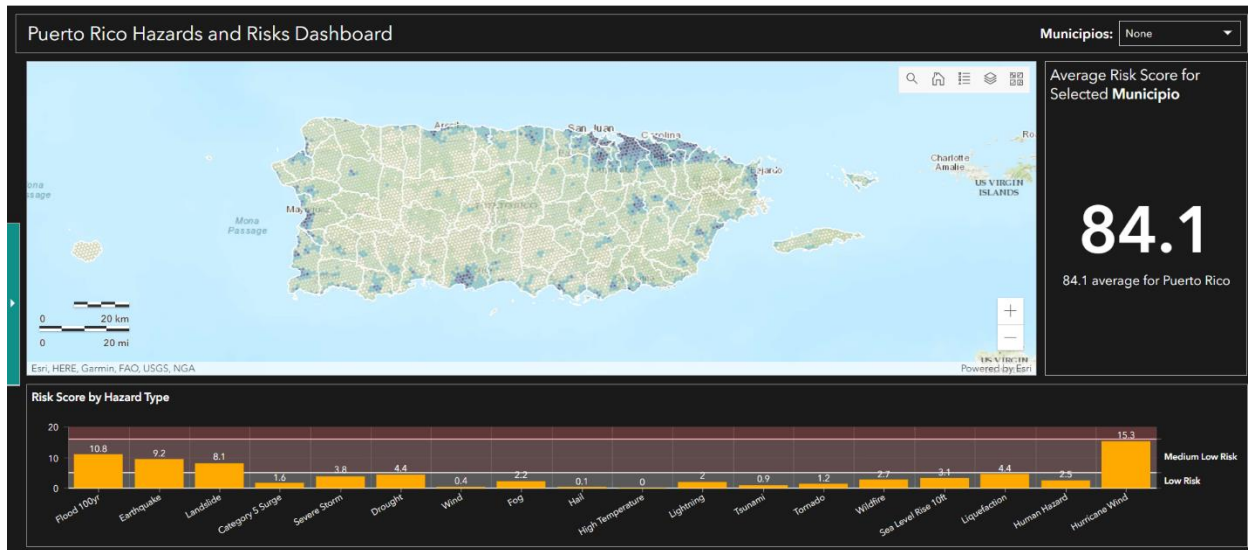 Puerto Rico Hazards and Risks Dashboard
Municipios: None
Average Risk Score for
Selected Municipio
84.1
84.1 average for Puerto Rico
San Juan
Carolina
Charlotte
Amalie
US VIRGIN
ISLANDS
Mona
Passage
0 20 km
0 20 mi
Esri, HERE, Garmin, FAO, USGS, NGA
Powered by Esri
Risk Score by Hazard Type
20
10
0
10.8
9.2
8.1
1.6
3.8
4.4
0.4
2.2
0.1
0
2
0.9
1.2
2.7
3.1
4.4
2.5
15.3
Medium Low Risk
Low Risk
Flood 100yr
Earthquake
Landslide
Category 5 Surge
Severe Storm
Drought
Wind
Fog
Hail
High Temperature
Lightning
Tsunami
Tornado
Wildfire
Sea Level Rise 10ft
Liquefaction
Human Hazard
Hurricane Wind